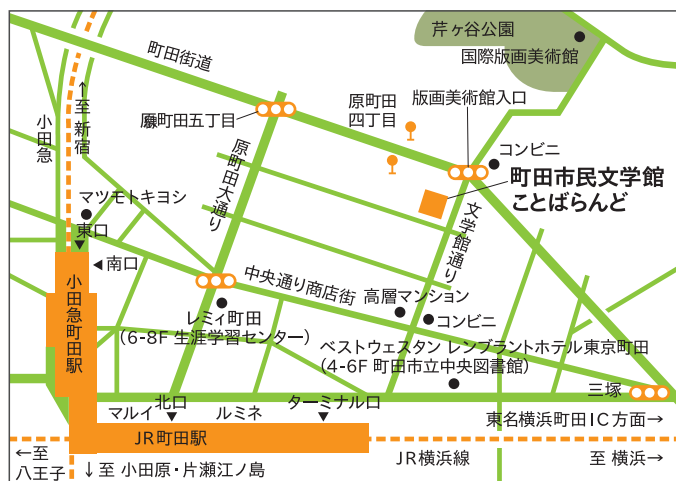 芹ヶ谷公園
国際版画美術館
町田街道
原町田五丁目
原町田
四丁目
版画美術館入口
コンビニ
町田市民文学館
ことばらんど
小田急
↑至 新宿
マツモトキヨシ
東口
南口
原町田大通り
文学館通り
中央通り商店街
高層マンション
コンビニ
レミィ町田
(6-8F 生涯学習センター)
ベストウェスタン レンブラントホテル東京町田
(4-6F 町田市立中央図書館)
小田急町田駅
三塚
北口
マルイ
ルミネ
ターミナル口
東名横浜町田IC方面→
JR町田駅
←至
八王子
↓至 小田原・片瀬江ノ島
JR横浜線
至 横浜→